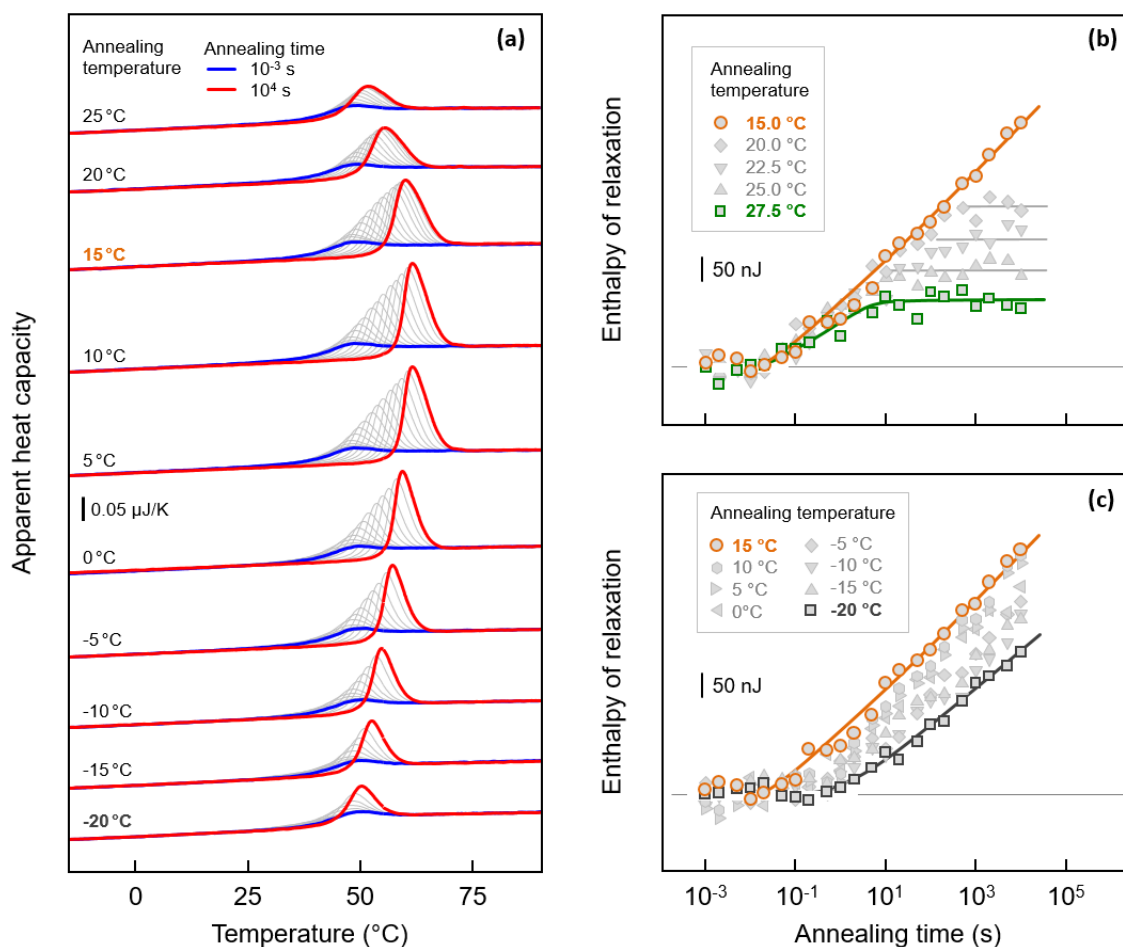 (a)
Annealing
temperature
Annealing time
10⁻³ s
10⁴ s
25 °C
20 °C
15 °C
10 °C
5 °C
0.05 µJ/K
0 °C
-5 °C
-10 °C
-15 °C
-20 °C
0 25 50 75
Temperature (°C)
Apparent heat capacity
(b)
Annealing
temperature
15.0 °C
20.0 °C
22.5 °C
25.0 °C
27.5 °C
50 nJ
Enthalpy of relaxation
(c)
Annealing temperature
15 °C -5 °C
10 °C -10 °C
5 °C -15 °C
0°C -20 °C
50 nJ
Enthalpy of relaxation
10⁻³ 10⁻¹ 10¹ 10³ 10⁵
Annealing time (s)